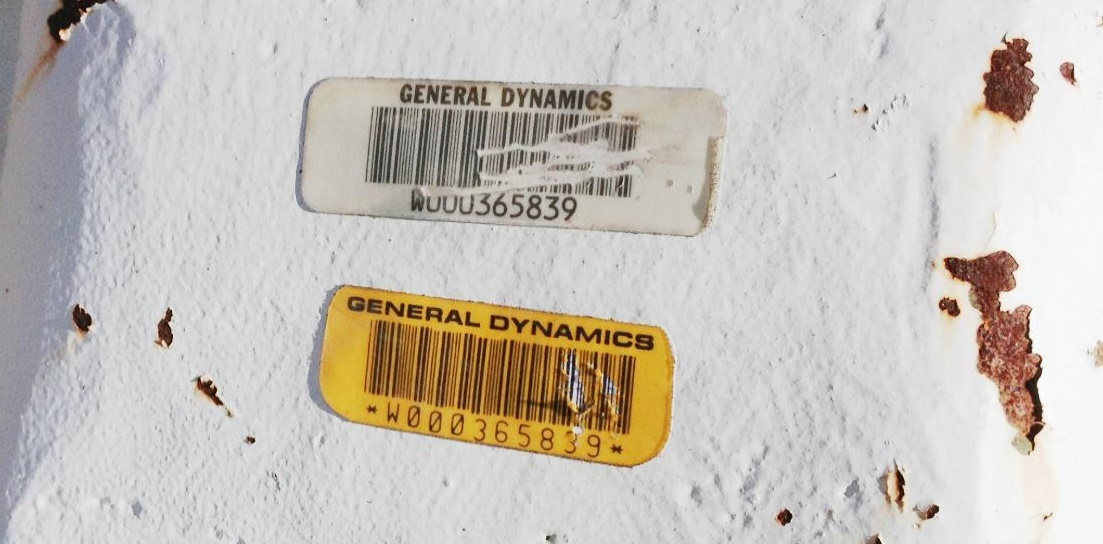 GENERAL DYNAMICS
W000365839
GENERAL DYNAMICS
*W000365839*